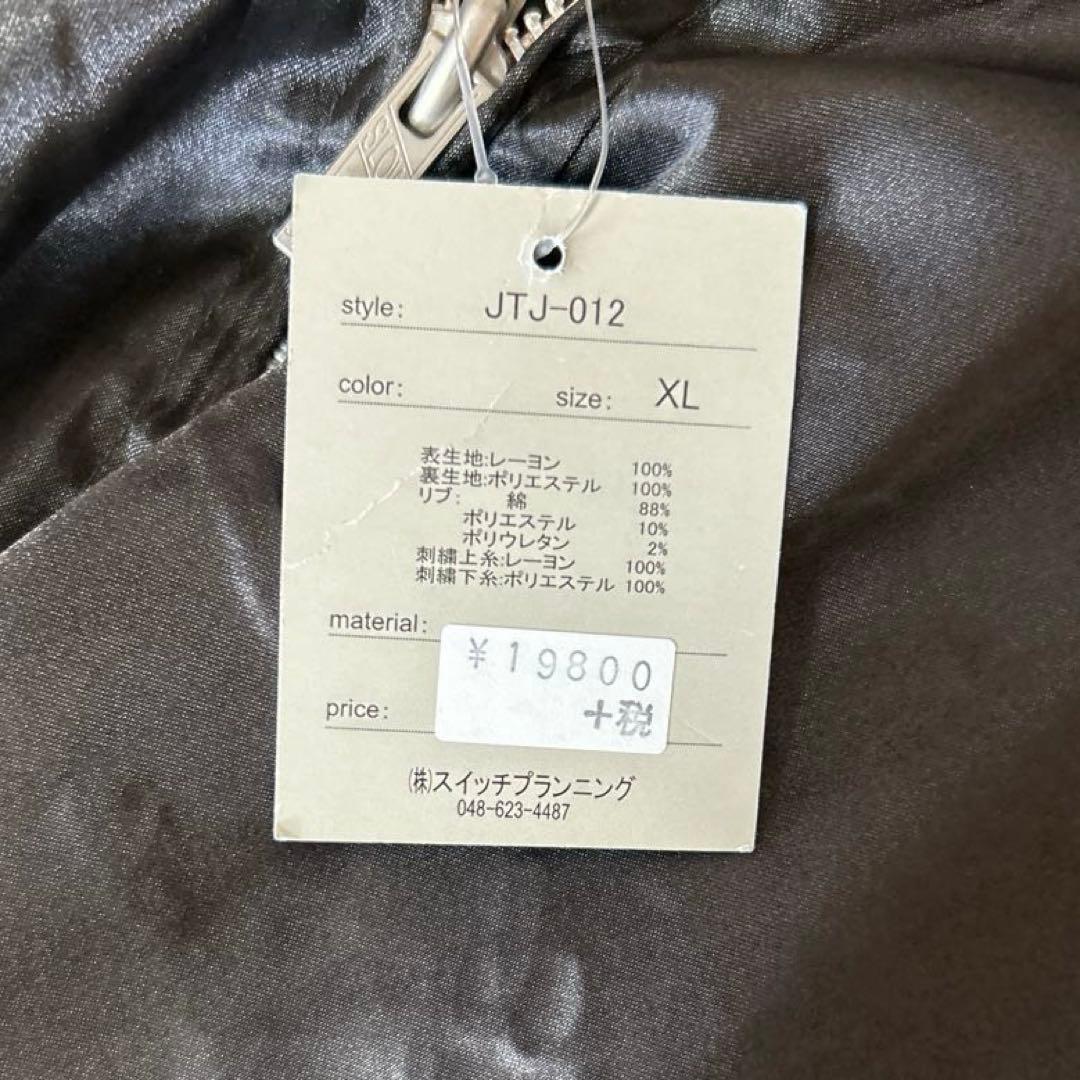 style: JTJ-012
color: size: XL
表生地:レーヨン 100%
裏生地:ポリエステル 100%
リブ: 綿 88%
ポリエステル 10%
ポリウレタン 2%
刺繍上糸:レーヨン 100%
刺繍下糸:ポリエステル 100%
material:
¥19800
+税
price:
㈱スイッチプランニング
048-623-4487